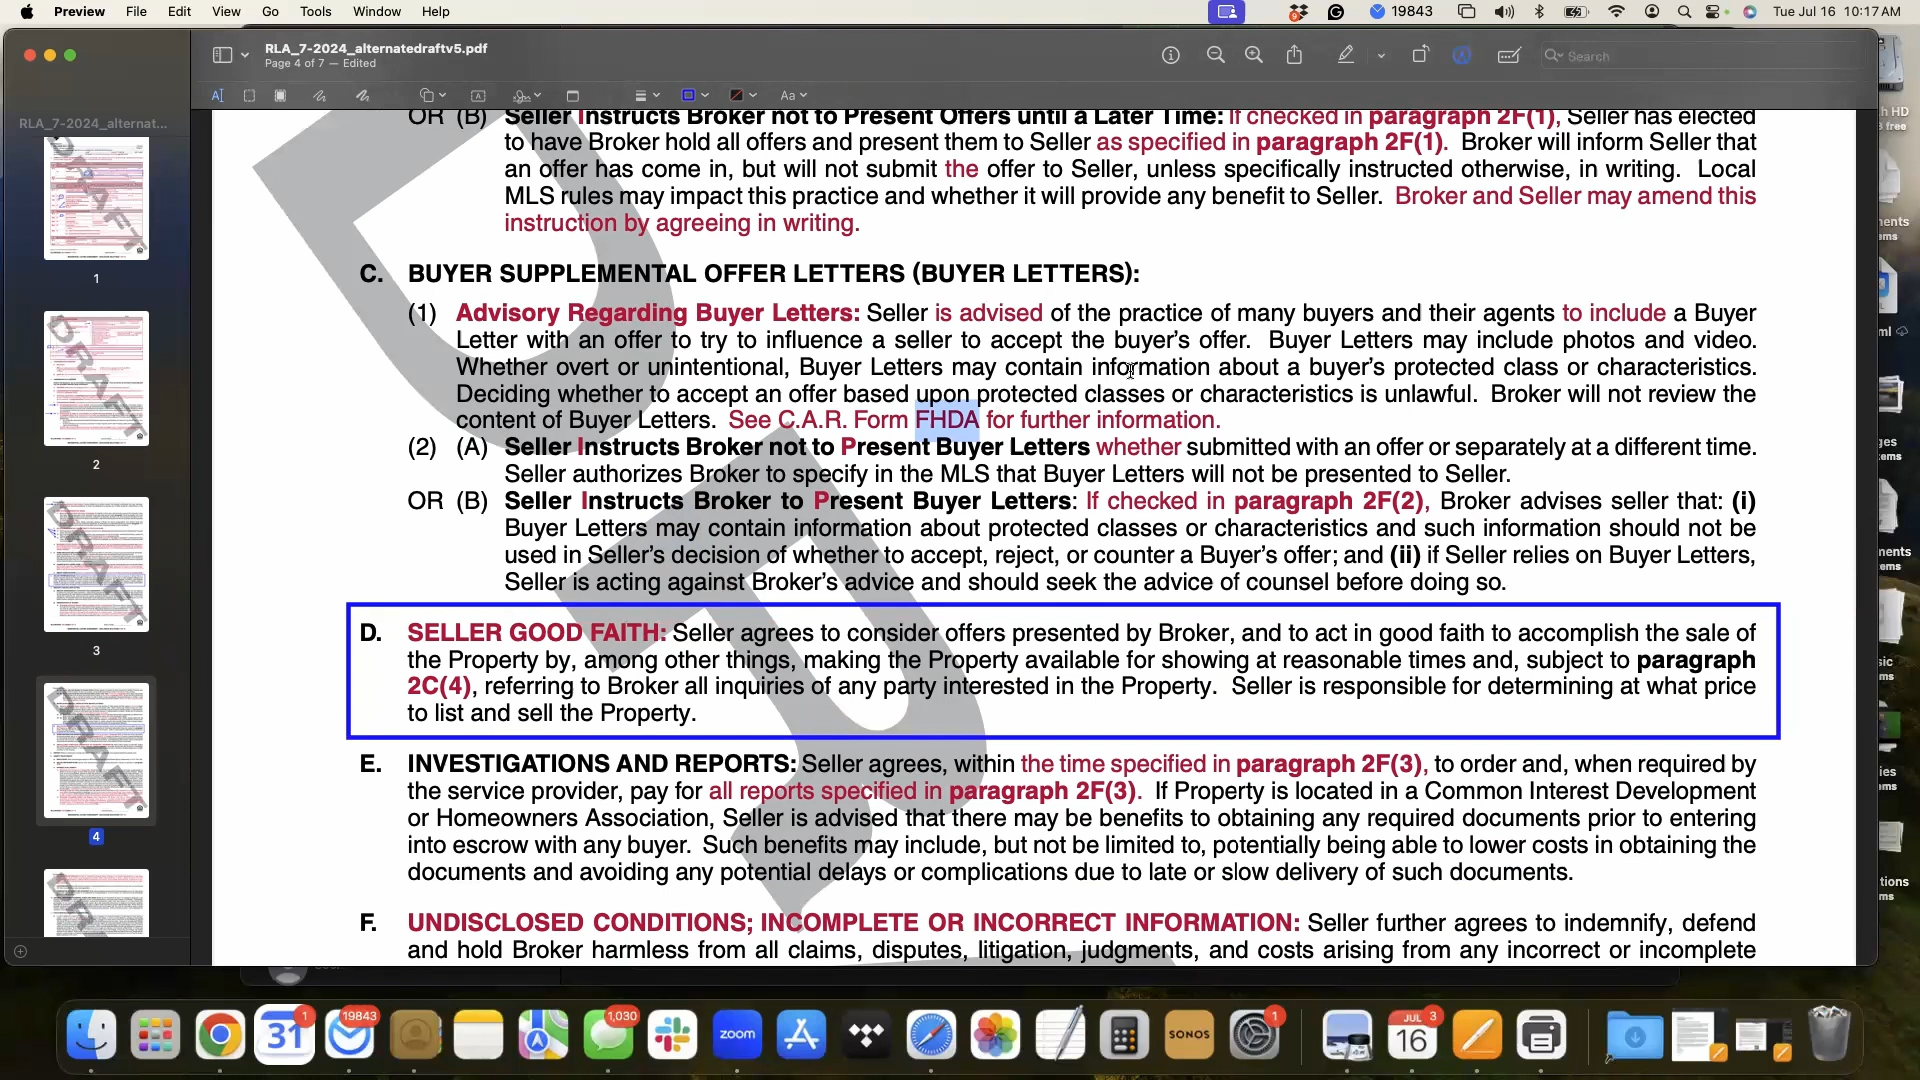 Preview File Edit View Go Tools Window Help 9 19843 Tue Jul 16 10:17 AM
RLA_7-2024_alternatedraftv5.pdf
Page 4 of 7 — Edited
Search
Aa
RLA_7-2024_alternat...
1
2
3
4
OR (B) Seller Instructs Broker not to Present Offers until a Later Time: If checked in paragraph 2F(1), Seller has elected
to have Broker hold all offers and present them to Seller as specified in paragraph 2F(1). Broker will inform Seller that
an offer has come in, but will not submit the offer to Seller, unless specifically instructed otherwise, in writing. Local
MLS rules may impact this practice and whether it will provide any benefit to Seller. Broker and Seller may amend this
instruction by agreeing in writing.
C. BUYER SUPPLEMENTAL OFFER LETTERS (BUYER LETTERS):
(1) Advisory Regarding Buyer Letters: Seller is advised of the practice of many buyers and their agents to include a Buyer
Letter with an offer to try to influence a seller to accept the buyer's offer. Buyer Letters may include photos and video.
Whether overt or unintentional, Buyer Letters may contain information about a buyer's protected class or characteristics.
Deciding whether to accept an offer based upon protected classes or characteristics is unlawful. Broker will not review the
content of Buyer Letters. See C.A.R. Form FHDA for further information.
(2) (A) Seller Instructs Broker not to Present Buyer Letters whether submitted with an offer or separately at a different time.
Seller authorizes Broker to specify in the MLS that Buyer Letters will not be presented to Seller.
OR (B) Seller Instructs Broker to Present Buyer Letters: If checked in paragraph 2F(2), Broker advises seller that: (i)
Buyer Letters may contain information about protected classes or characteristics and such information should not be
used in Seller's decision of whether to accept, reject, or counter a Buyer's offer; and (ii) if Seller relies on Buyer Letters,
Seller is acting against Broker's advice and should seek the advice of counsel before doing so.
D. SELLER GOOD FAITH: Seller agrees to consider offers presented by Broker, and to act in good faith to accomplish the sale of
the Property by, among other things, making the Property available for showing at reasonable times and, subject to paragraph
2C(4), referring to Broker all inquiries of any party interested in the Property. Seller is responsible for determining at what price
to list and sell the Property.
E. INVESTIGATIONS AND REPORTS: Seller agrees, within the time specified in paragraph 2F(3), to order and, when required by
the service provider, pay for all reports specified in paragraph 2F(3). If Property is located in a Common Interest Development
or Homeowners Association, Seller is advised that there may be benefits to obtaining any required documents prior to entering
into escrow with any buyer. Such benefits may include, but not be limited to, potentially being able to lower costs in obtaining the
documents and avoiding any potential delays or complications due to late or slow delivery of such documents.
F. UNDISCLOSED CONDITIONS; INCOMPLETE OR INCORRECT INFORMATION: Seller further agrees to indemnify, defend
and hold Broker harmless from all claims, disputes, litigation, judgments, and costs arising from any incorrect or incomplete
1 31 19843 1,030 zoom SONOS 1 JUL 3 16